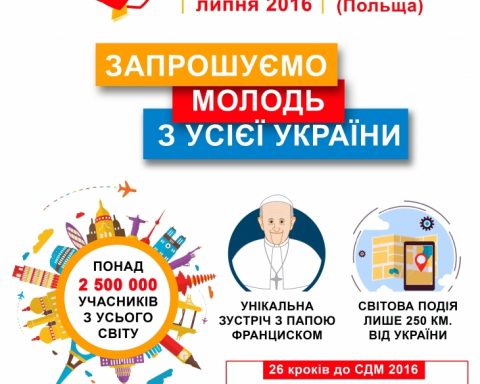 ЛИПНЯ 2016
(Польща)
ЗАПРОШУЄМО
МОЛОДЬ
З УСІЄЇ УКРАЇНИ
ПОНАД
2 500 000
УЧАСНИКІВ
З УСЬОГО
СВІТУ
УНІКАЛЬНА
ЗУСТРІЧ З ПАПОЮ
ФРАНЦИСКОМ
СВІТОВА ПОДІЯ
ЛИШЕ 250 КМ.
ВІД УКРАЇНИ
26 кроків до СДМ 2016